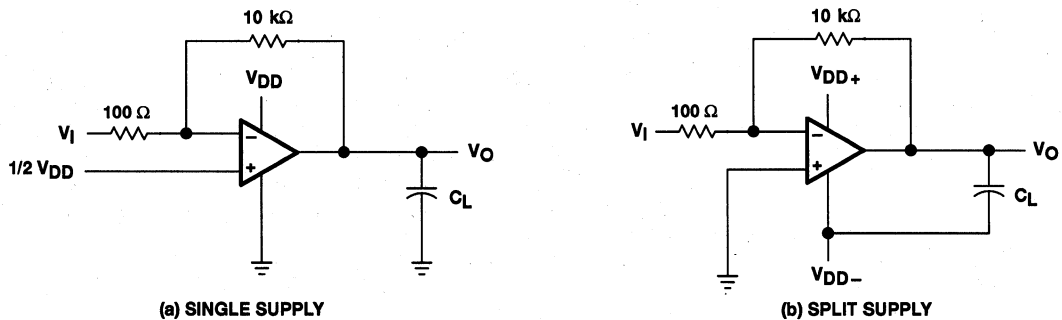 10 kΩ
VDD
100 Ω
VI
−
+
1/2 VDD
VO
CL
(a) SINGLE SUPPLY
10 kΩ
VDD+
100 Ω
VI
−
+
VO
CL
VDD−
(b) SPLIT SUPPLY